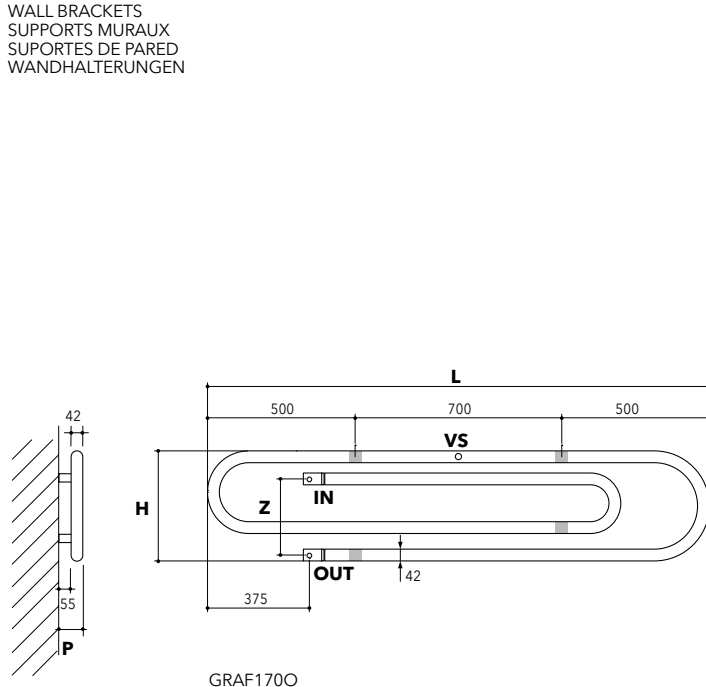 WALL BRACKETS
SUPPORTS MURAUX
SUPORTES DE PARED
WANDHALTERUNGEN
L
42
500
700
500
VS
H
Z
IN
OUT
42
55
375
P
GRAF170O